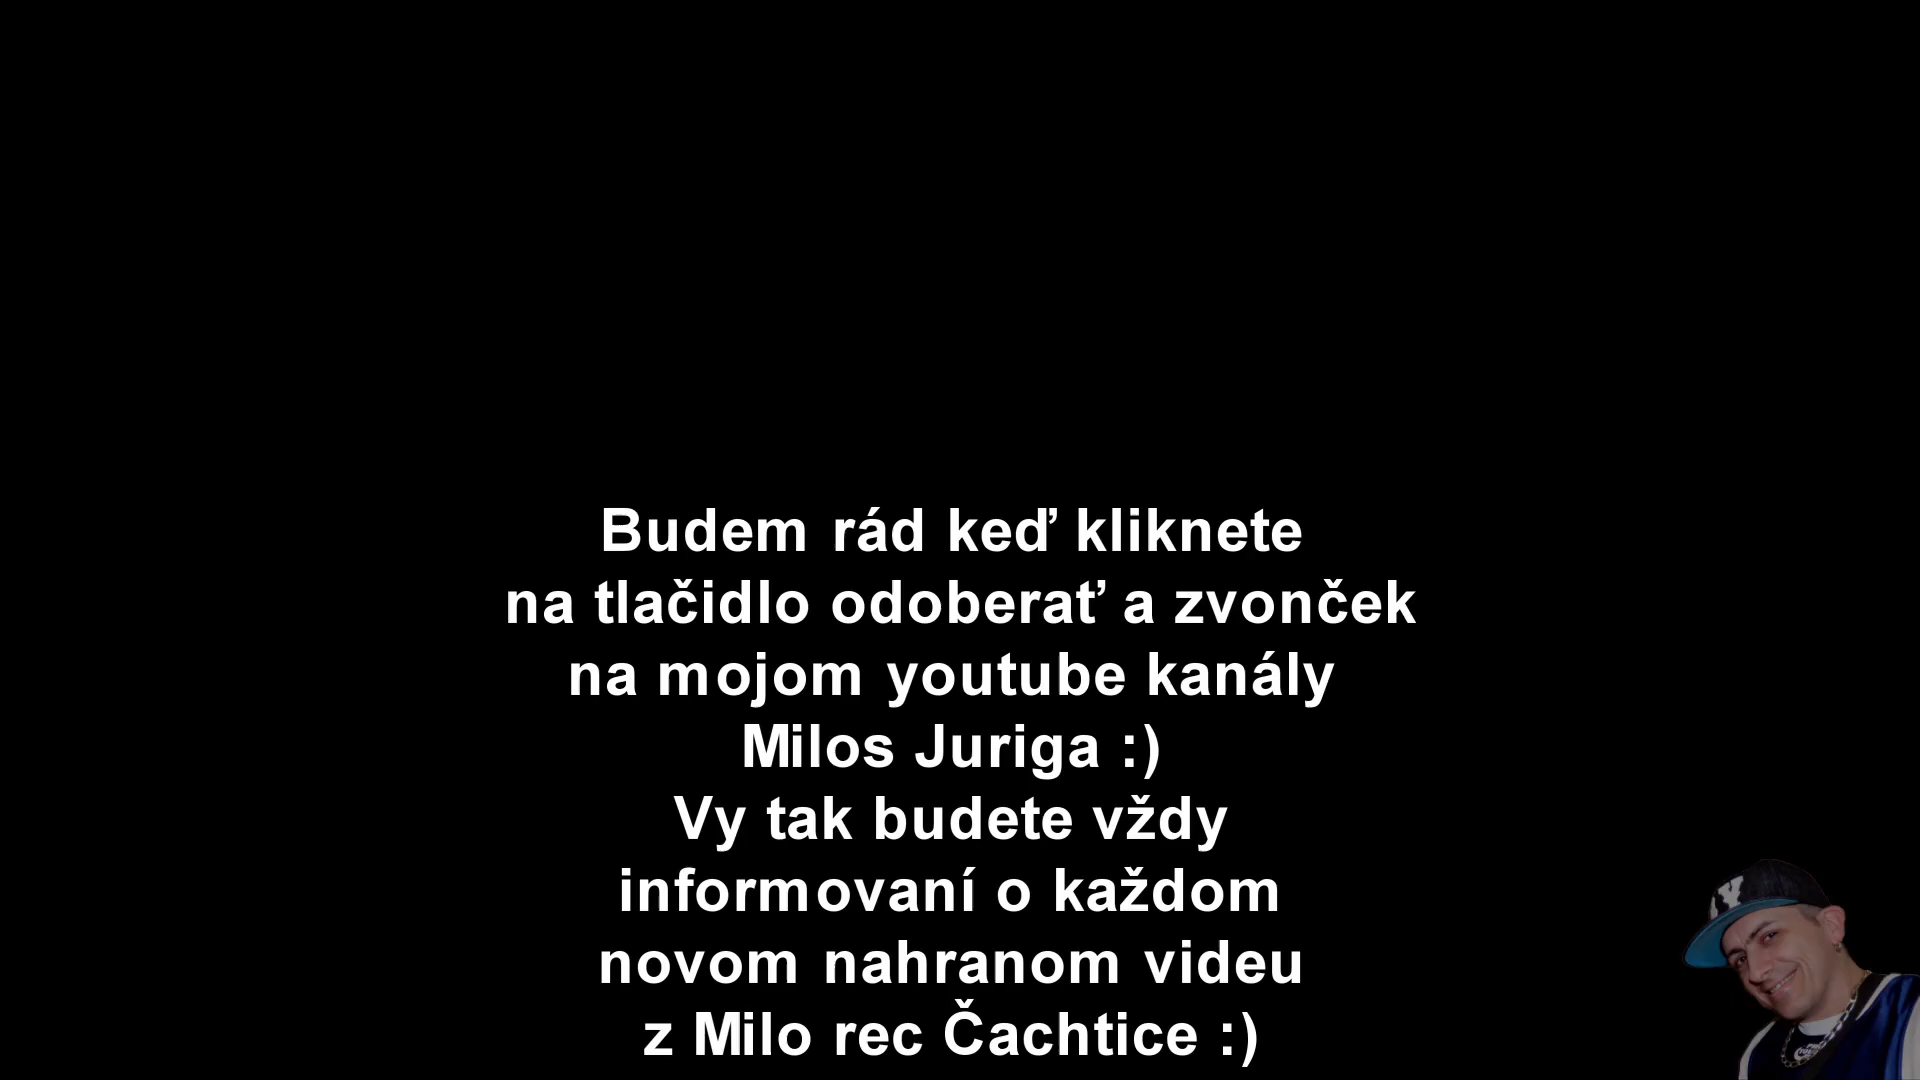 Budem rád keď kliknete
na tlačidlo odoberať a zvonček
na mojom youtube kanály
Milos Juriga :)
Vy tak budete vždy
informovaní o každom
novom nahranom videu
z Milo rec Čachtice :)